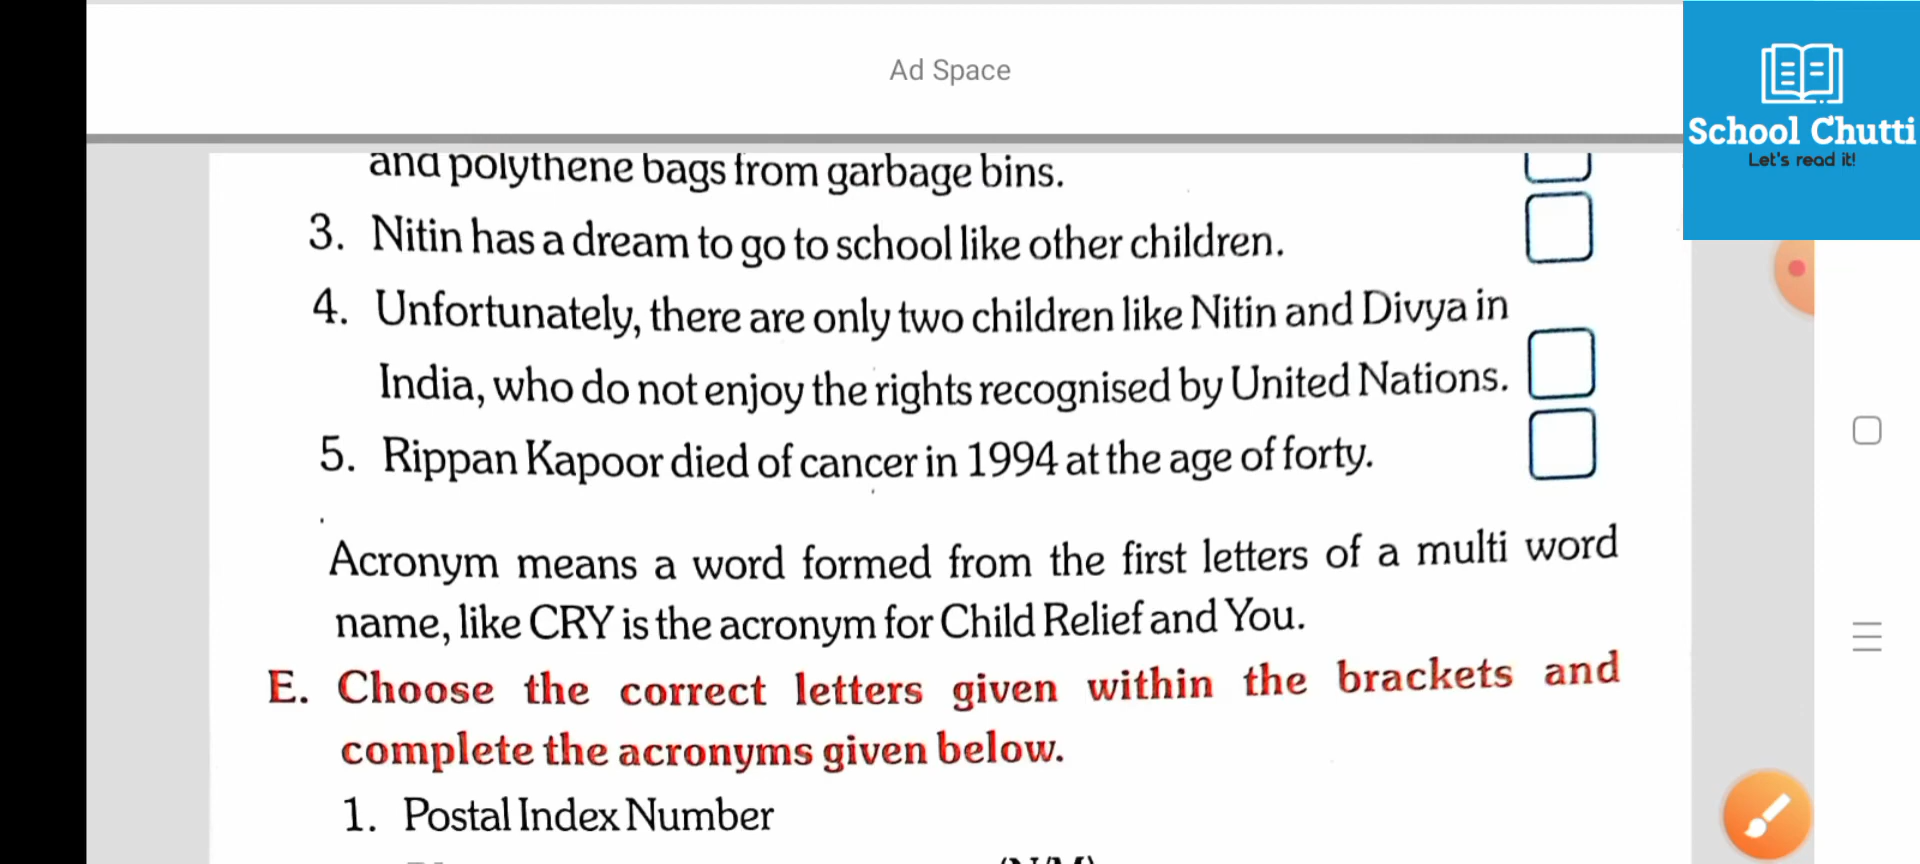 Ad Space
School Chutti
Let's read it!
and polythene bags from garbage bins.
3. Nitin has a dream to go to school like other children.
4. Unfortunately, there are only two children like Nitin and Divya in
India, who do not enjoy the rights recognised by United Nations.
5. Rippan Kapoor died of cancer in 1994 at the age of forty.
Acronym means a word formed from the first letters of a multi word
name, like CRY is the acronym for Child Relief and You.
E. Choose the correct letters given within the brackets and
complete the acronyms given below.
1. Postal Index Number